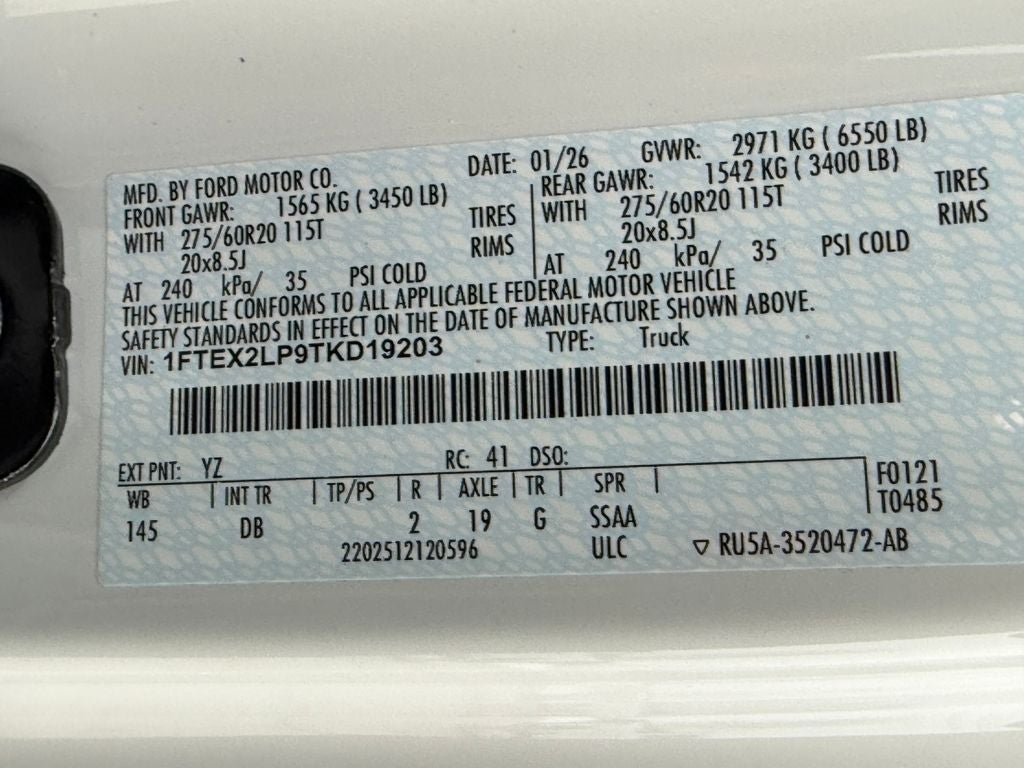 MFD. BY FORD MOTOR CO. DATE: 01/26 GVWR: 2971 KG ( 6550 LB)
FRONT GAWR: 1565 KG ( 3450 LB) REAR GAWR: 1542 KG ( 3400 LB)
WITH 275/60R20 115T TIRES WITH 275/60R20 115T TIRES
20x8.5J RIMS 20x8.5J RIMS
AT 240 kPa/ 35 PSI COLD AT 240 kPa/ 35 PSI COLD
THIS VEHICLE CONFORMS TO ALL APPLICABLE FEDERAL MOTOR VEHICLE
SAFETY STANDARDS IN EFFECT ON THE DATE OF MANUFACTURE SHOWN ABOVE.
VIN: 1FTEX2LP9TKD19203 TYPE: Truck
EXT PNT: YZ RC: 41 DSO:
WB INT TR TP/PS R AXLE TR SPR F0121
145 DB 2 19 G SSAA T0485
2202512120596 ULC ▽ RU5A-3520472-AB